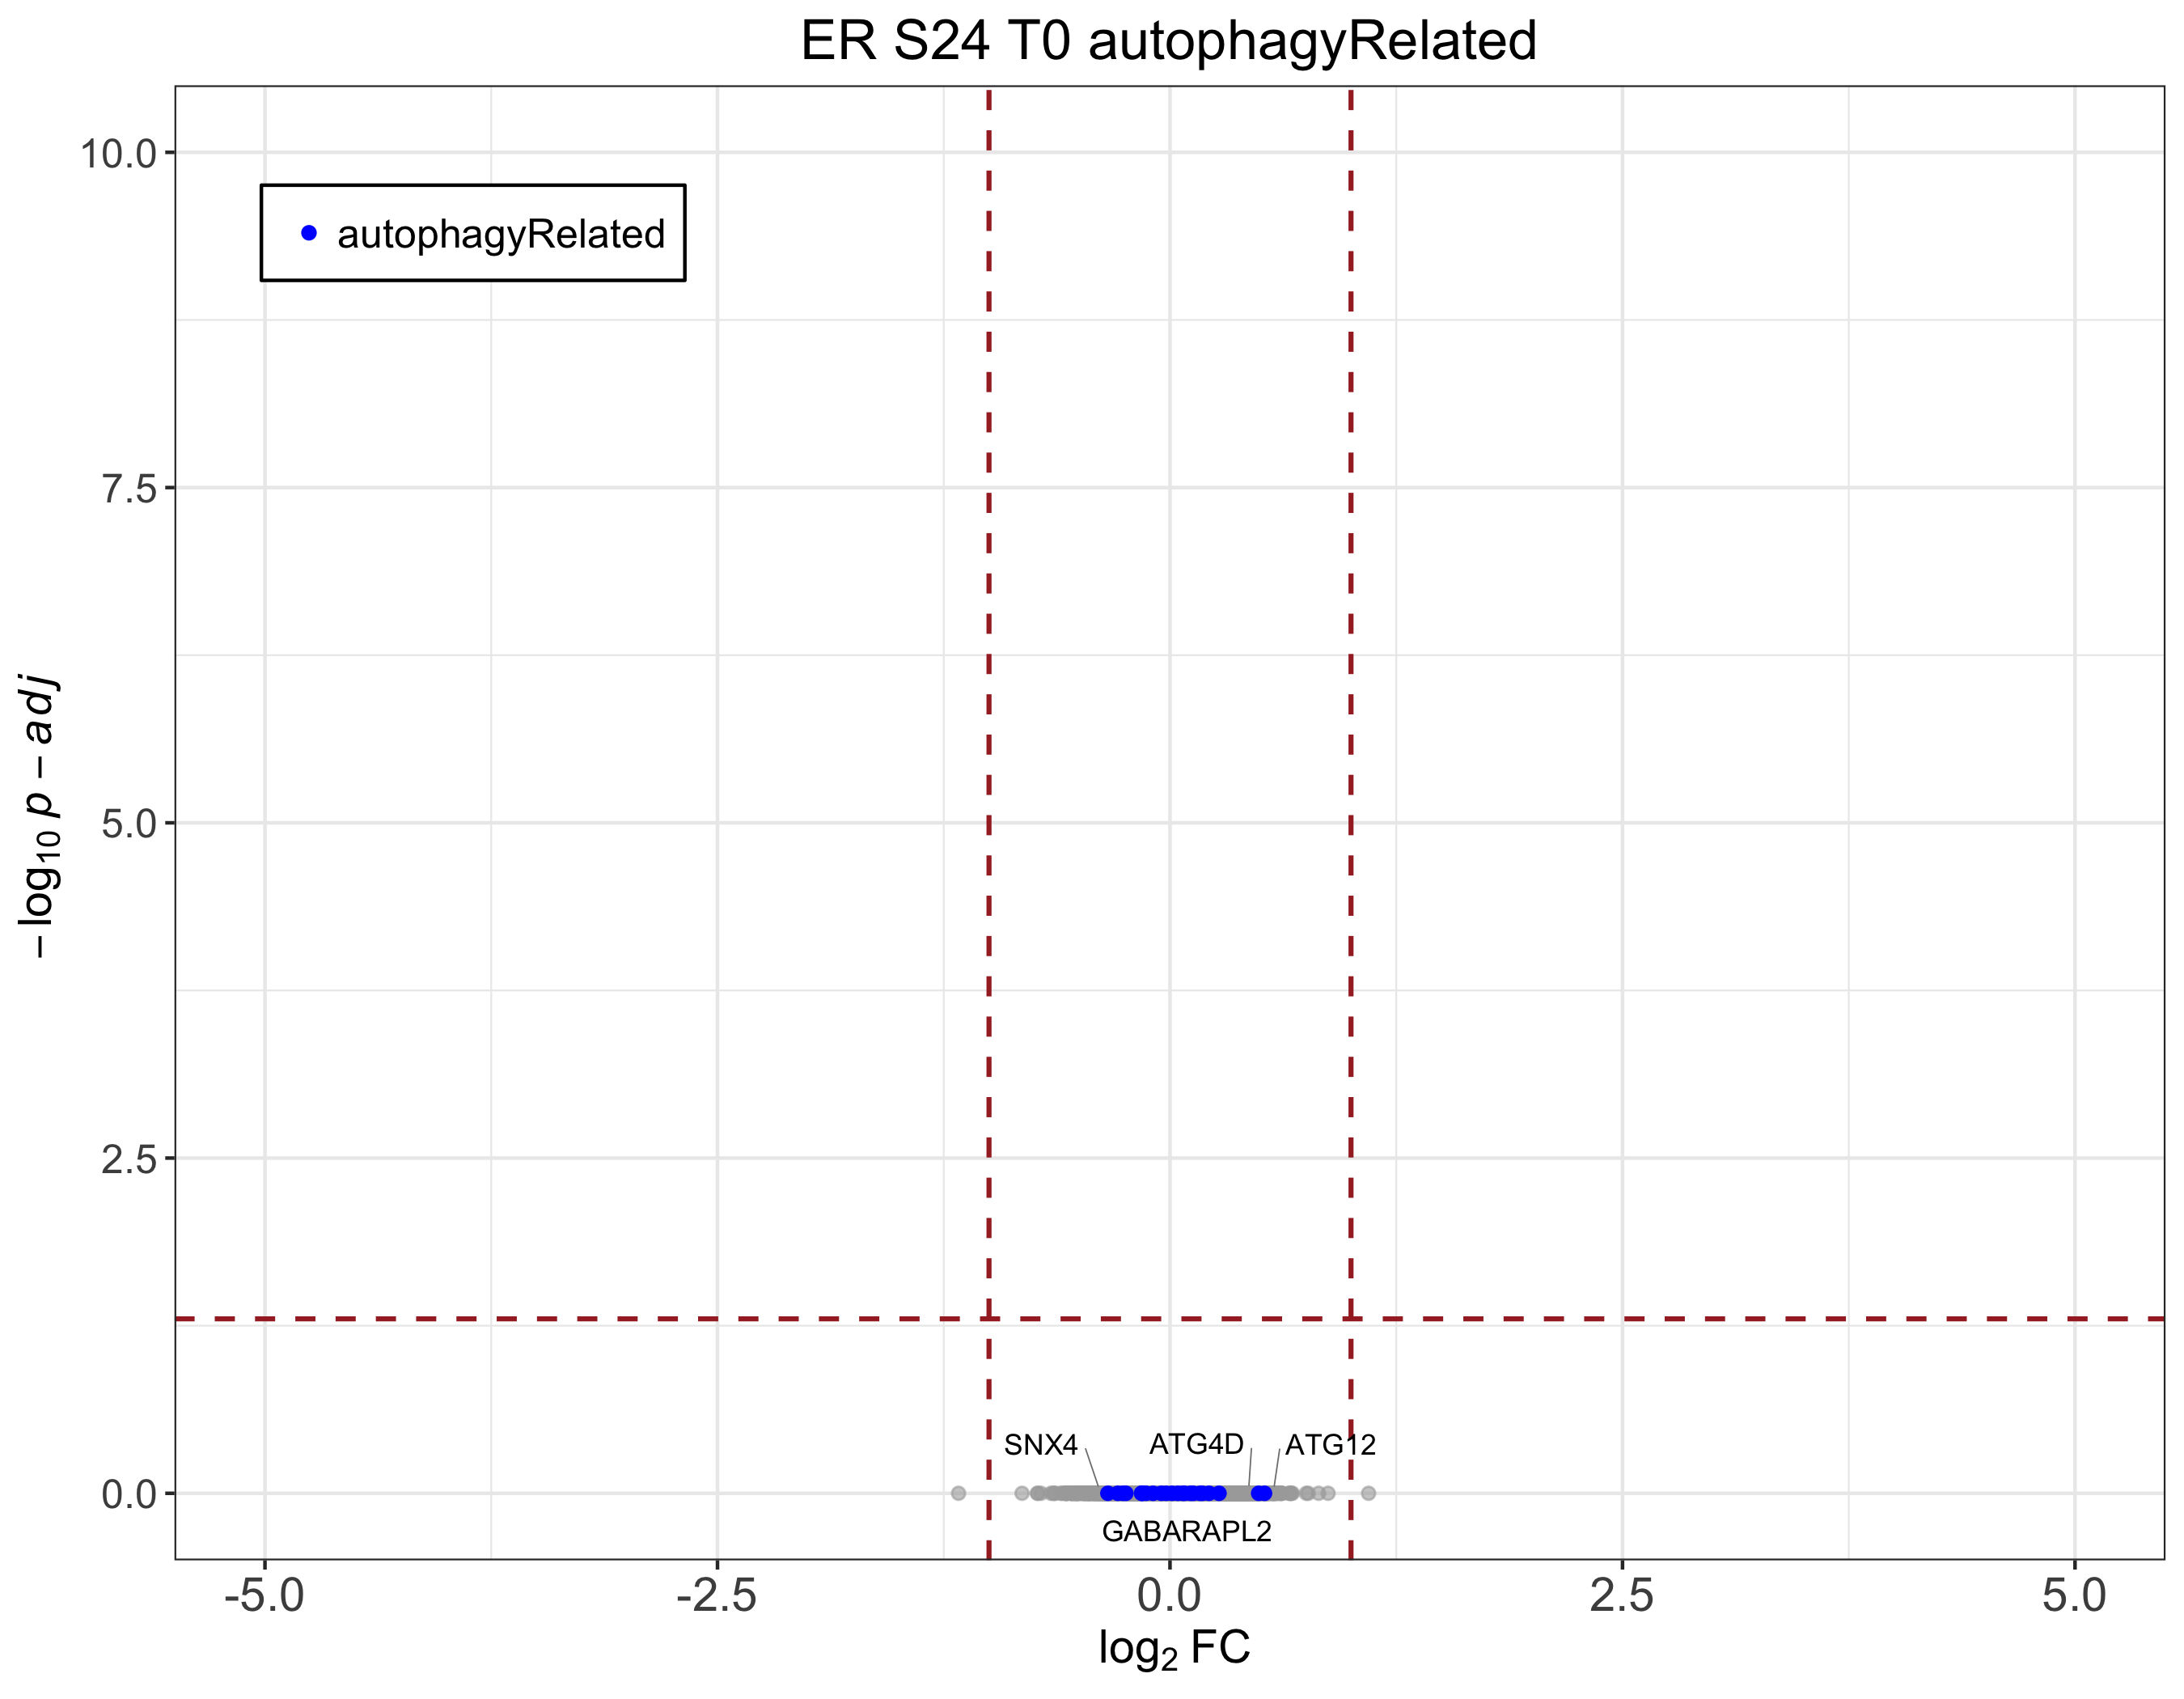 ER S24 T0 autophagyRelated
10.0
autophagyRelated
7.5
5.0
2.5
0.0
−log10 p − adj
SNX4
ATG4D
ATG12
GABARAPL2
-5.0
-2.5
0.0
2.5
5.0
log2 FC